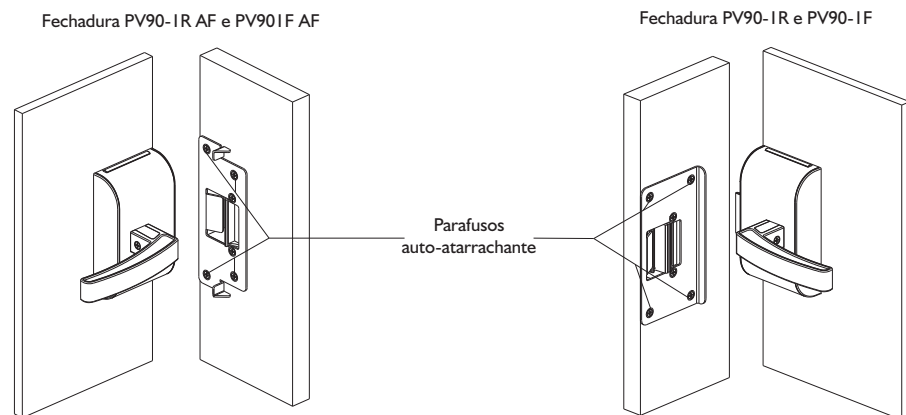 Fechadura PV90-1R AF e PV901F AF
Fechadura PV90-1R e PV90-1F
Parafusos
auto-atarrachante